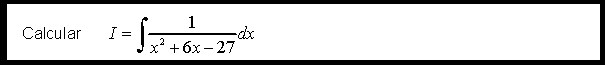 Calcular I = ∫ 1/(x² + 6x − 27) dx